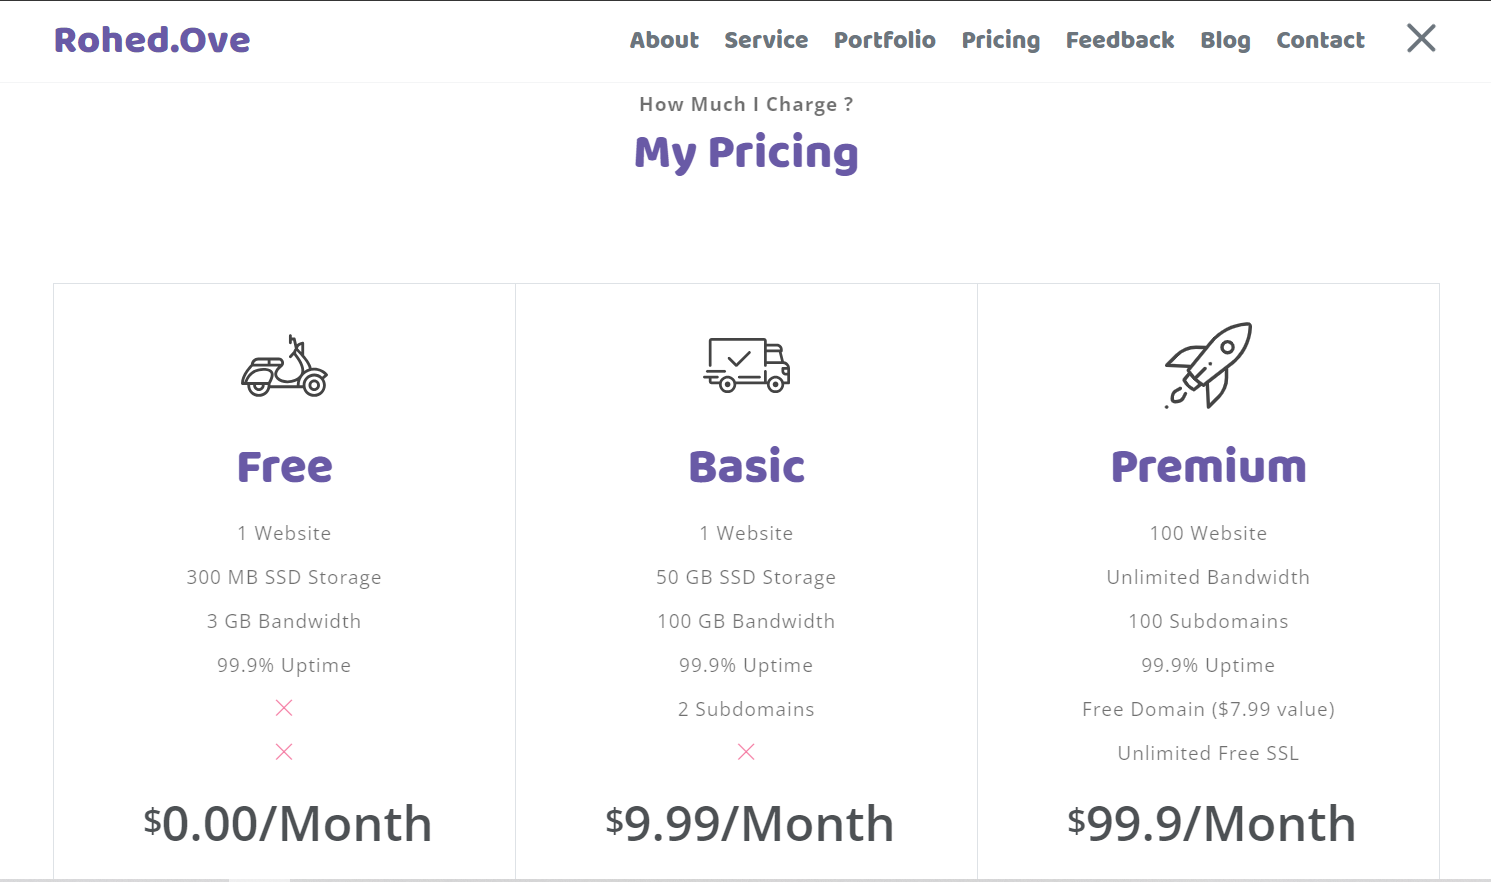 Rohed.Ove
About Service Portfolio Pricing Feedback Blog Contact
How Much I Charge ?
My Pricing
Free
1 Website
300 MB SSD Storage
3 GB Bandwidth
99.9% Uptime
$0.00/Month
Basic
1 Website
50 GB SSD Storage
100 GB Bandwidth
99.9% Uptime
2 Subdomains
$9.99/Month
Premium
100 Website
Unlimited Bandwidth
100 Subdomains
99.9% Uptime
Free Domain ($7.99 value)
Unlimited Free SSL
$99.9/Month